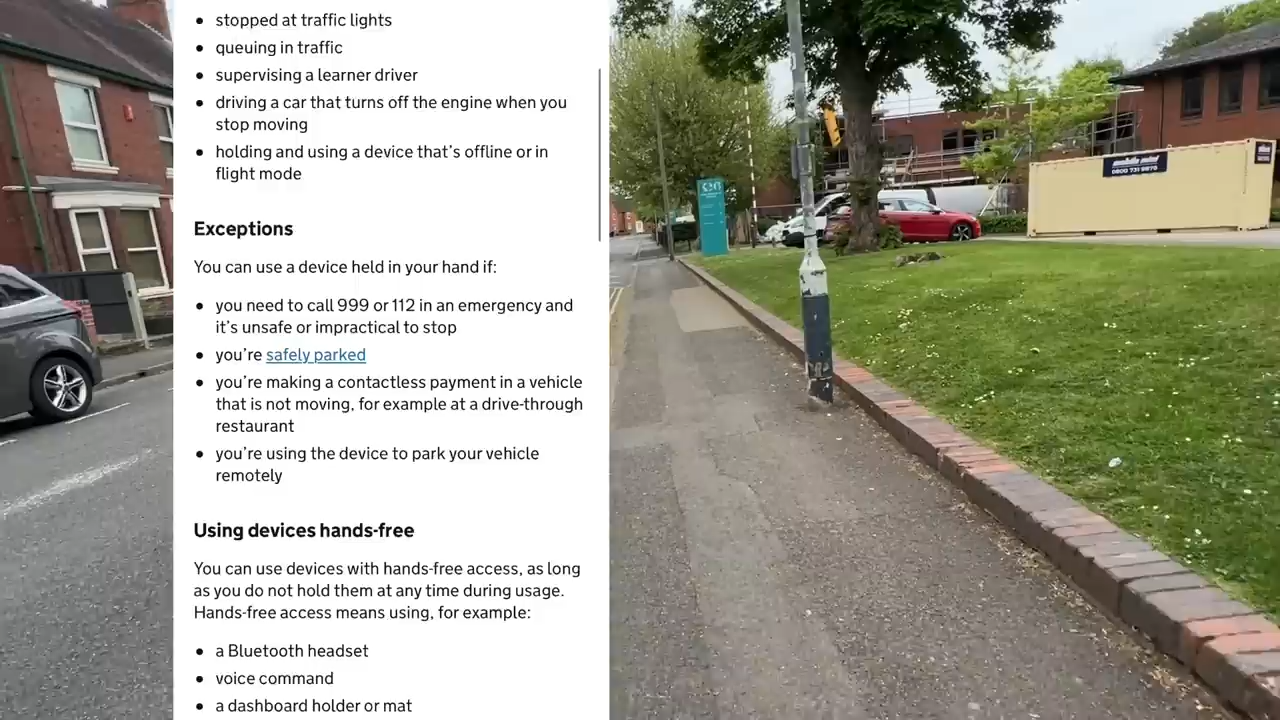 stopped at traffic lights
queuing in traffic
supervising a learner driver
driving a car that turns off the engine when you
stop moving
holding and using a device that's offline or in
flight mode
Exceptions
You can use a device held in your hand if:
you need to call 999 or 112 in an emergency and
it's unsafe or impractical to stop
you're safely parked
you're making a contactless payment in a vehicle
that is not moving, for example at a drive-through
restaurant
you're using the device to park your vehicle
remotely
Using devices hands-free
You can use devices with hands-free access, as long
as you do not hold them at any time during usage.
Hands-free access means using, for example:
a Bluetooth headset
voice command
a dashboard holder or mat